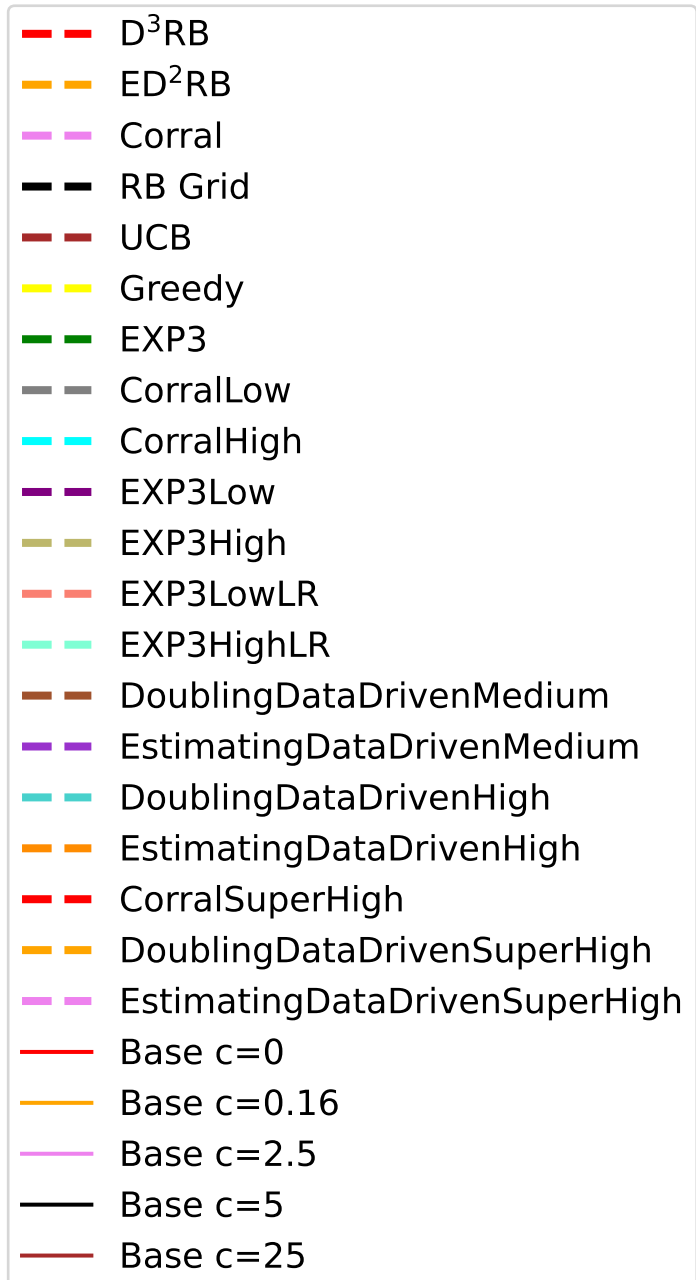 D³RB
ED²RB
Corral
RB Grid
UCB
Greedy
EXP3
CorralLow
CorralHigh
EXP3Low
EXP3High
EXP3LowLR
EXP3HighLR
DoublingDataDrivenMedium
EstimatingDataDrivenMedium
DoublingDataDrivenHigh
EstimatingDataDrivenHigh
CorralSuperHigh
DoublingDataDrivenSuperHigh
EstimatingDataDrivenSuperHigh
Base c=0
Base c=0.16
Base c=2.5
Base c=5
Base c=25